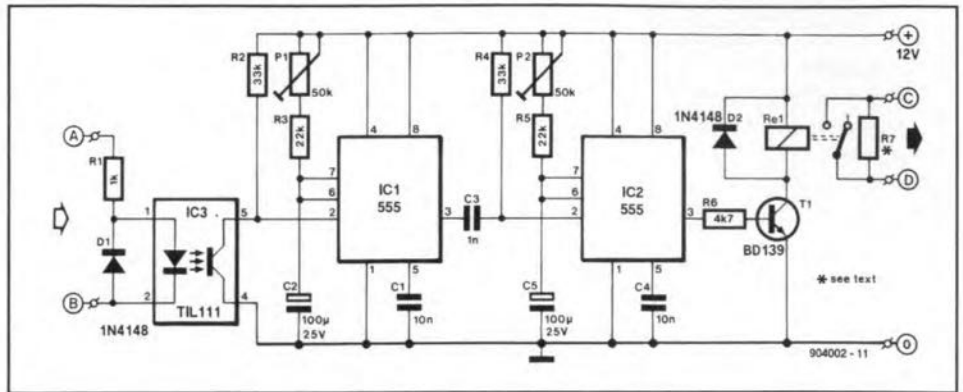 R2
33k
P1
50k
R3
22k
R4
33k
P2
50k
R5
22k
+
12V
A
R1
1k
D1
B
1N4148
1
2
IC3
TIL111
5
4
4
8
7
6
2
IC1
555
3
1
5
C2
100µ
25V
C1
10n
C3
1n
4
8
7
6
2
IC2
555
3
1
5
C5
100µ
25V
C4
10n
1N4148
D2
Re1
C
R7
*
D
R6
4k7
T1
BD139
* see text
904002 - 11
0